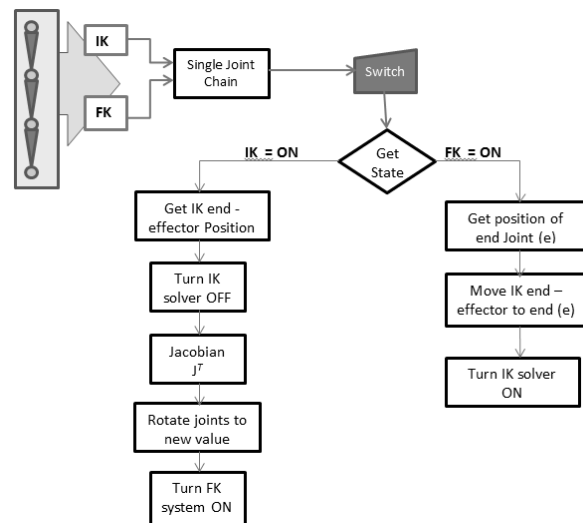 IK
FK
Single Joint
Chain
Switch
Get
State
IK = ON
FK = ON
Get IK end -
effector Position
Turn IK
solver OFF
Jacobian
Jᵀ
Rotate joints to
new value
Turn FK
system ON
Get position of
end Joint (e)
Move IK end –
effector to end (e)
Turn IK solver
ON